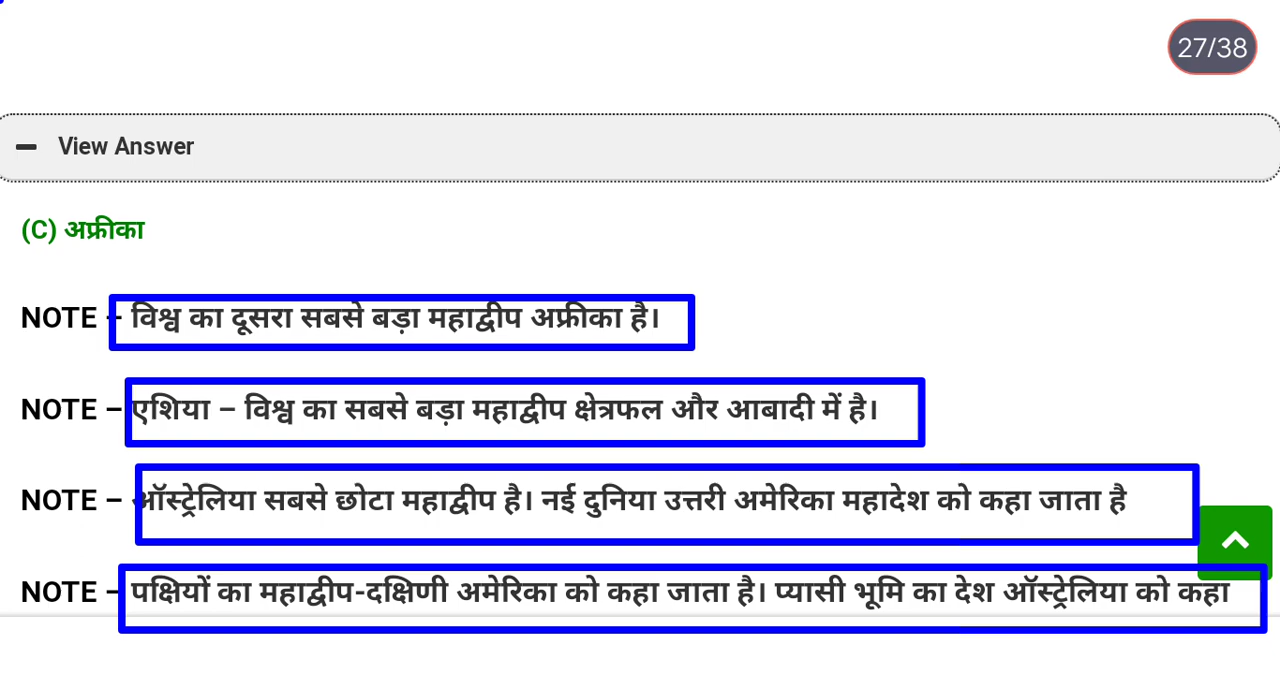 27/38
View Answer
(C) अफ्रीका
NOTE – विश्व का दूसरा सबसे बड़ा महाद्वीप अफ्रीका है।
NOTE – एशिया – विश्व का सबसे बड़ा महाद्वीप क्षेत्रफल और आबादी में है।
NOTE – ऑस्ट्रेलिया सबसे छोटा महाद्वीप है। नई दुनिया उत्तरी अमेरिका महादेश को कहा जाता है
NOTE – पक्षियों का महाद्वीप-दक्षिणी अमेरिका को कहा जाता है। प्यासी भूमि का देश ऑस्ट्रेलिया को कहा